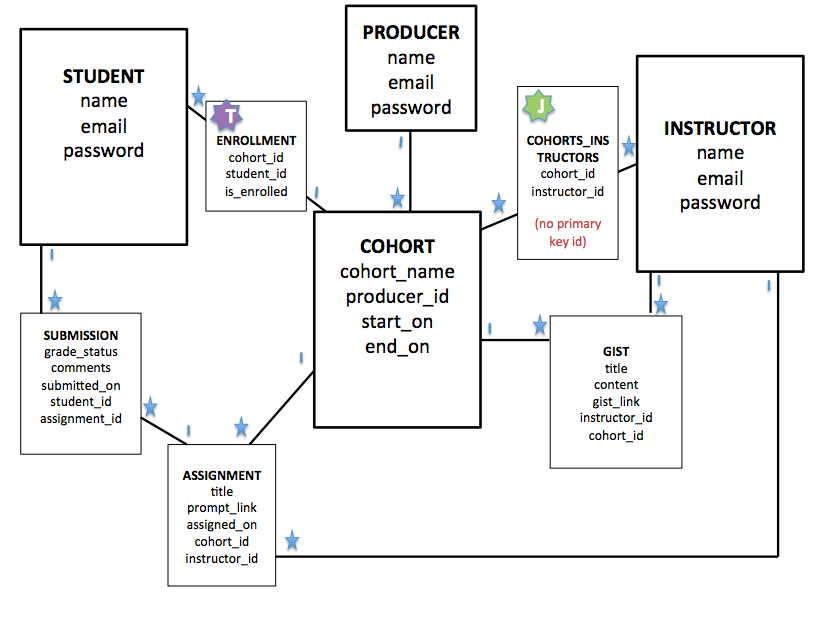 STUDENT
name
email
password
PRODUCER
name
email
password
INSTRUCTOR
name
email
password
T
ENROLLMENT
cohort_id
student_id
is_enrolled
J
COHORTS_INS
TRUCTORS
cohort_id
instructor_id
(no primary
key id)
COHORT
cohort_name
producer_id
start_on
end_on
SUBMISSION
grade_status
comments
submitted_on
student_id
assignment_id
GIST
title
content
gist_link
instructor_id
cohort_id
ASSIGNMENT
title
prompt_link
assigned_on
cohort_id
instructor_id
I
I
I
I
I
I
I
I